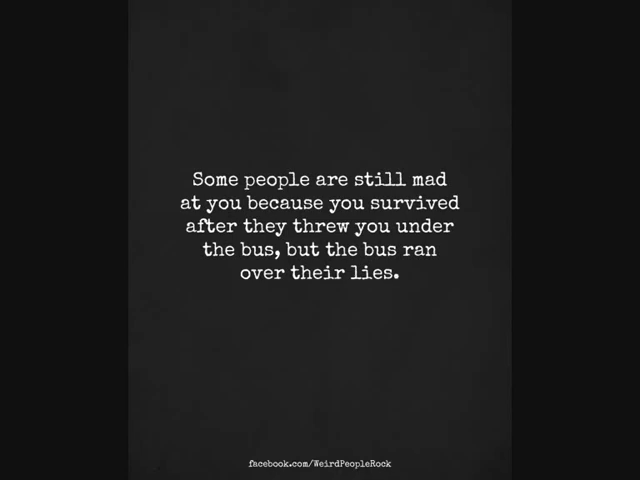 Some people are still mad
at you because you survived
after they threw you under
the bus, but the bus ran
over their lies.
facebook.com/WeirdPeopleRock